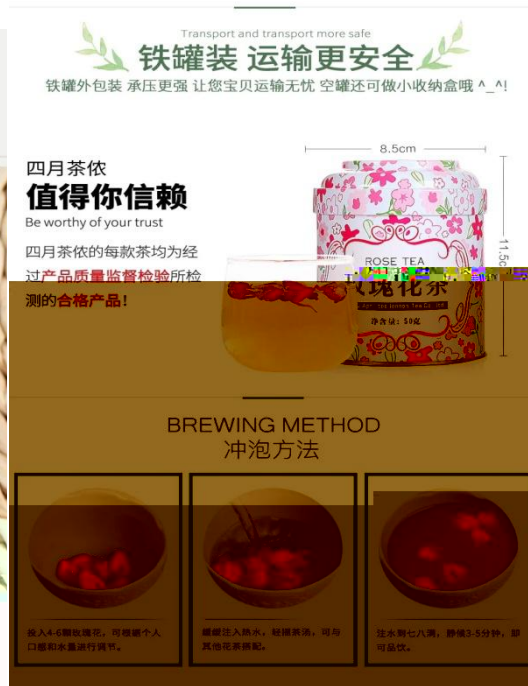 Transport and transport more safe
铁罐装 运输更安全
铁罐外包装 承压更强 让您宝贝运输无忧 空罐还可做小收纳盒哦 ^_^!
8.5cm
四月茶侬
值得你信赖
Be worthy of your trust
四月茶侬的每款茶均为经
过产品质量监督检验所检
测的合格产品!
11.5c
ROSE TEA
玫瑰花茶
净含量:50克
BREWING METHOD
冲泡方法
投入4-6颗玫瑰花,可根据个人
口感和水量进行调节。
缓缓注入热水,轻摇茶汤,可与
其他花茶搭配。
注水到七八满,静候3-5分钟,即
可品饮。